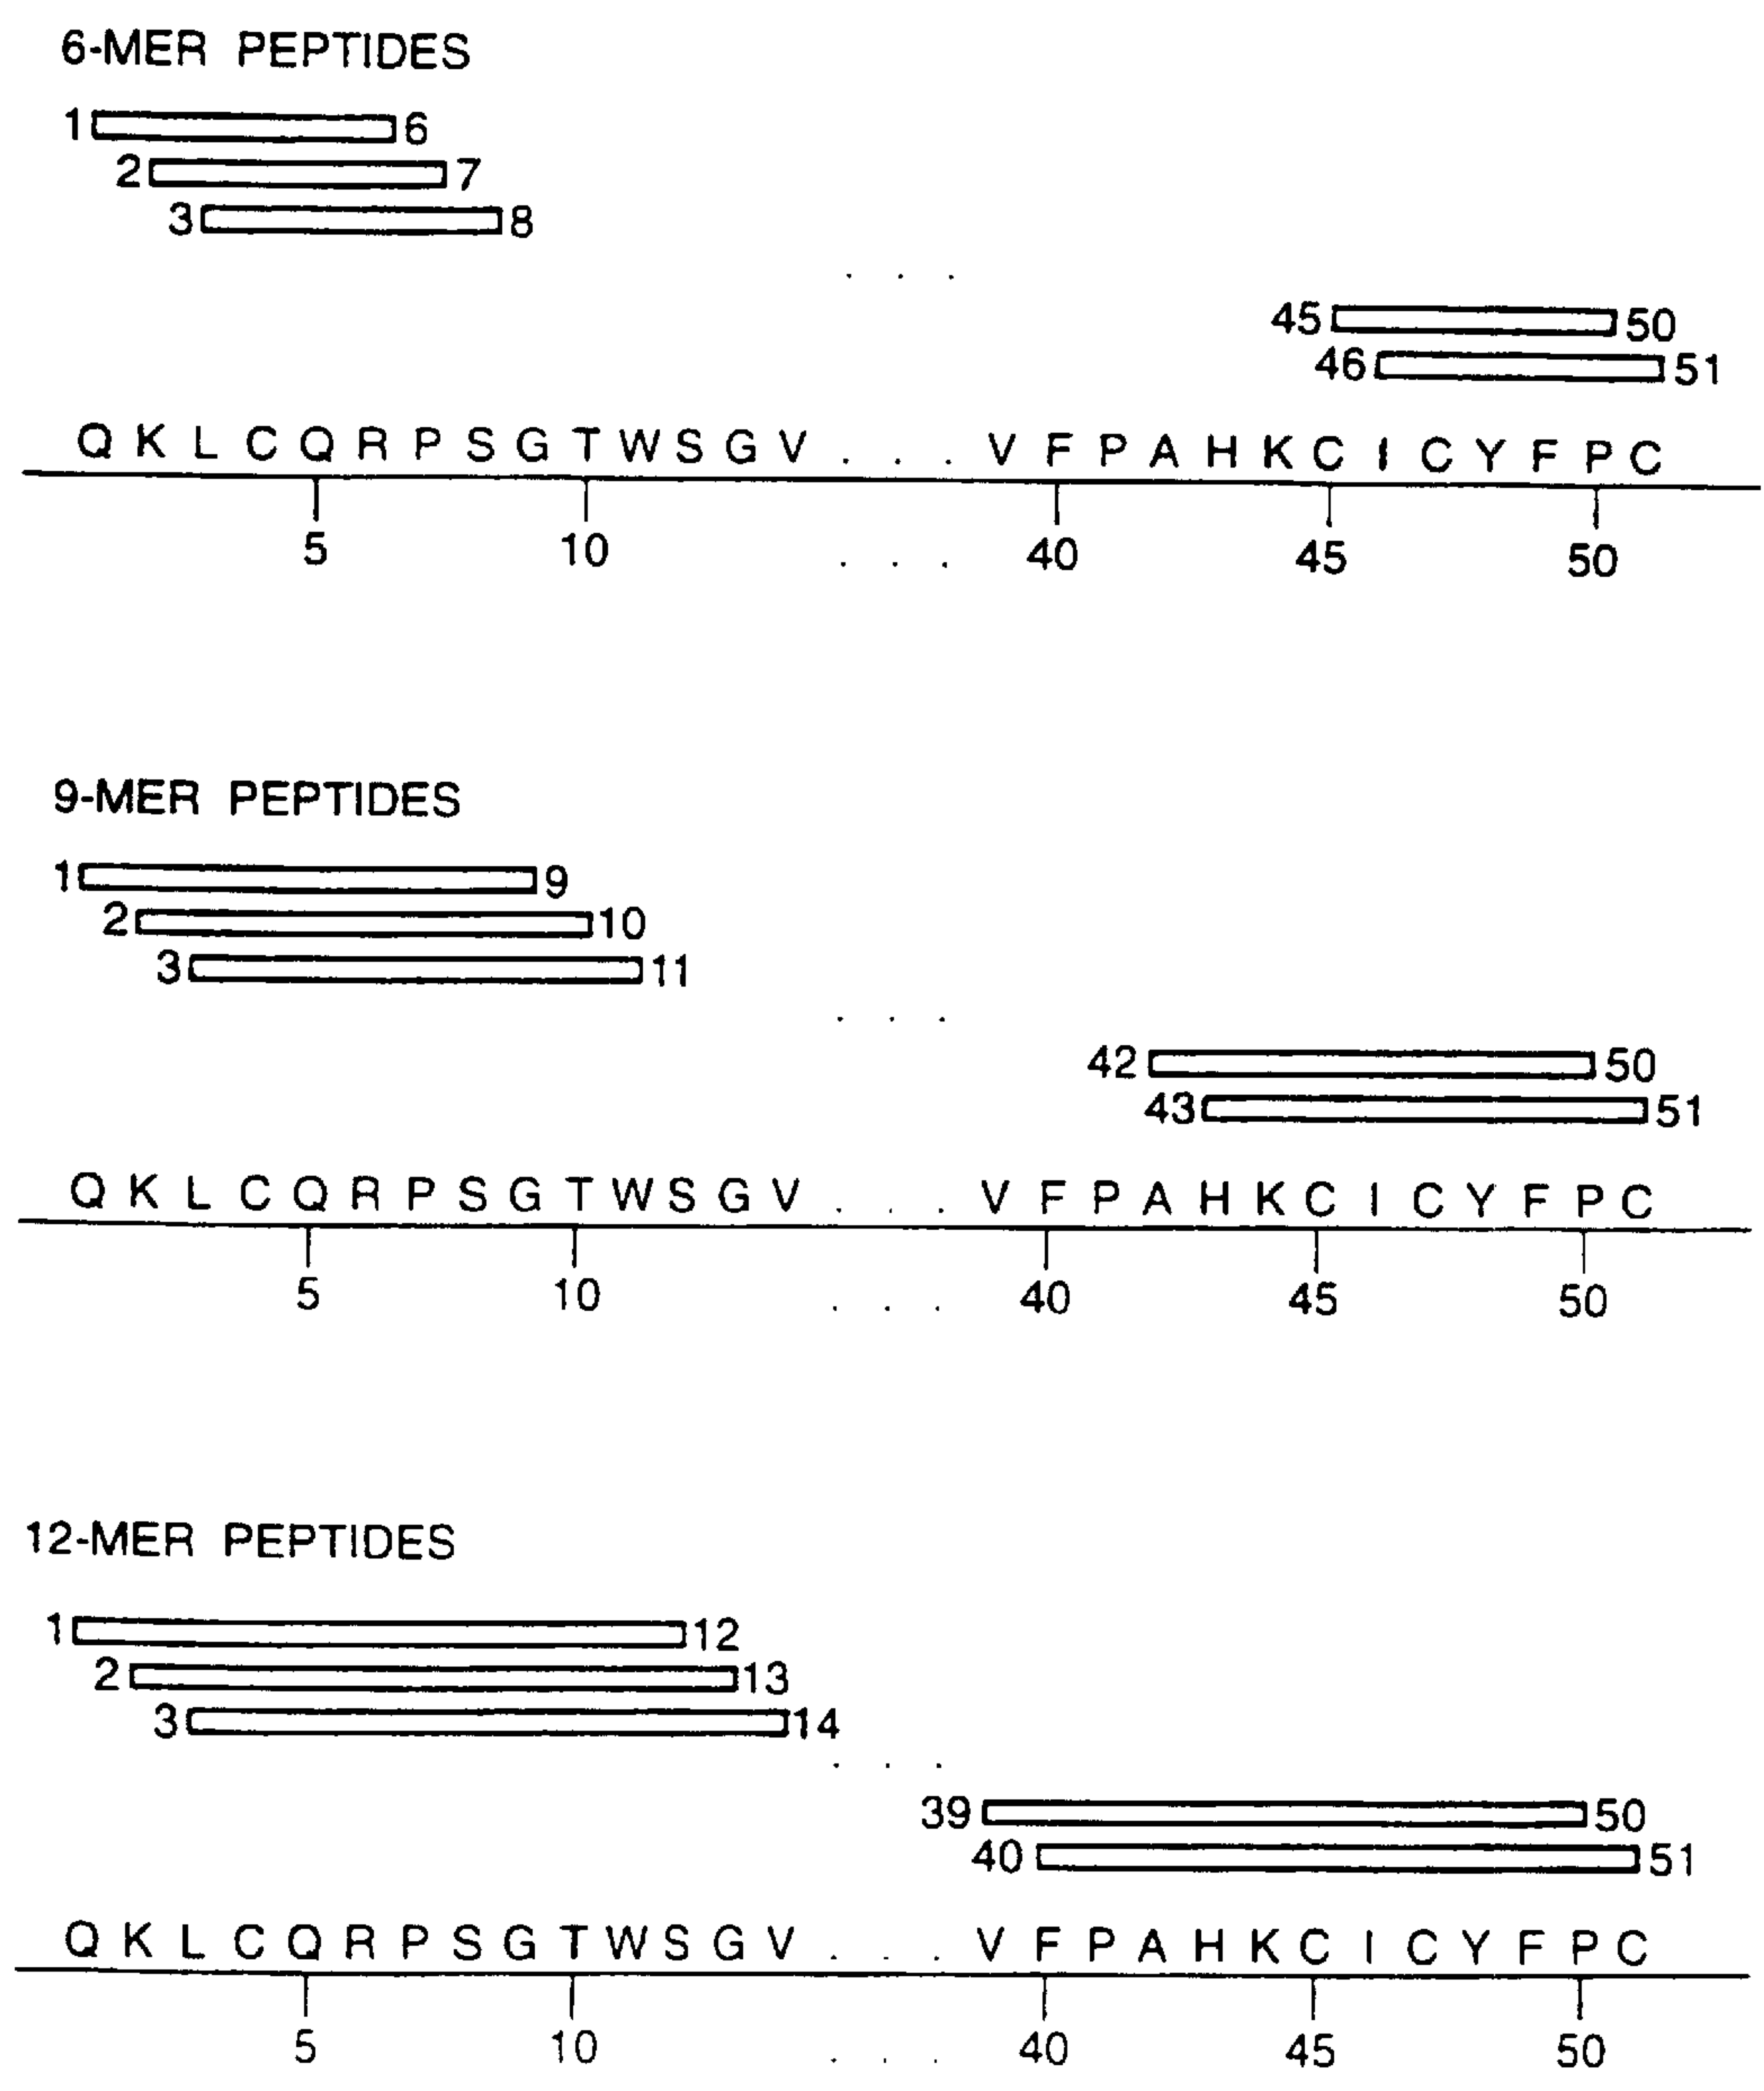 6-MER PEPTIDES
1 6
2 7
3 8
. . .
45 50
46 51
Q K L C Q R P S G T W S G V . . . V F P A H K C I C Y F P C
5 10 . . . 40 45 50
9-MER PEPTIDES
1 9
2 10
3 11
. . .
42 50
43 51
Q K L C Q R P S G T W S G V . . . V F P A H K C I C Y F P C
5 10 . . . 40 45 50
12-MER PEPTIDES
1 12
2 13
3 14
. . .
39 50
40 51
Q K L C Q R P S G T W S G V . . . V F P A H K C I C Y F P C
5 10 . . . 40 45 50